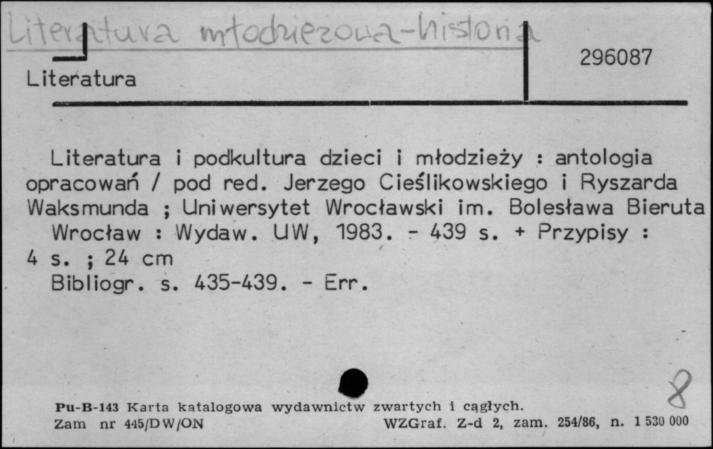 Literatura młodzieżowa-historia
296087
Literatura
Literatura i podkultura dzieci i młodzieży : antologia
opracowań / pod red. Jerzego Cieślikowskiego i Ryszarda
Waksmunda ; Uniwersytet Wrocławski im. Bolesława Bieruta
Wrocław : Wydaw. UW, 1983. - 439 s. + Przypisy :
4 s. ; 24 cm
Bibliogr. s. 435-439. - Err.
8
Pu-B-143 Karta katalogowa wydawnictw zwartych i cągłych.
Zam nr 445/DW/ON WZGraf. Z-d 2, zam. 254/86, n. 1 530 000